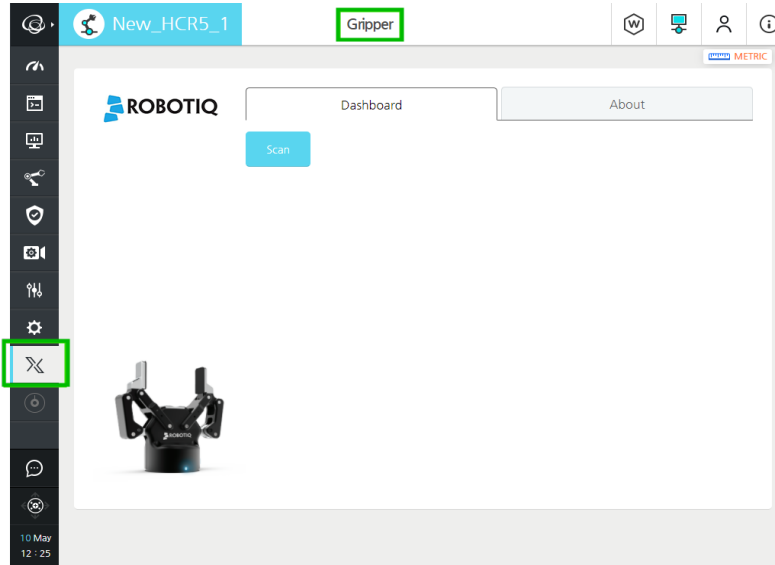 New_HCR5_1
Gripper
METRIC
ROBOTIQ
Dashboard
About
Scan
ROBOTIQ
10 May
12 : 25